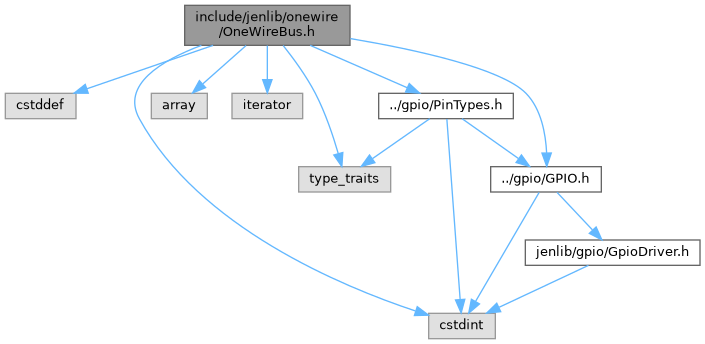 include/jenlib/onewire
/OneWireBus.h
cstddef
array
iterator
../gpio/PinTypes.h
type_traits
../gpio/GPIO.h
jenlib/gpio/GpioDriver.h
cstdint